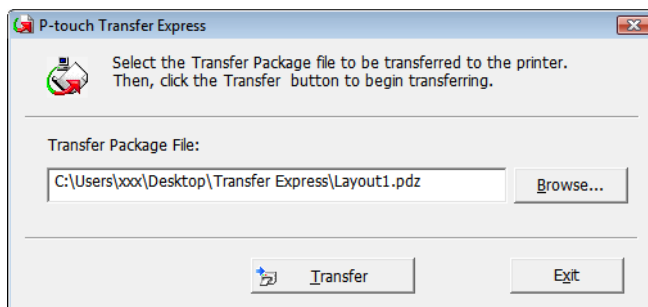 P-touch Transfer Express
Select the Transfer Package file to be transferred to the printer.
Then, click the Transfer button to begin transferring.
Transfer Package File:
C:\Users\xxx\Desktop\Transfer Express\Layout1.pdz
Browse...
Transfer
Exit